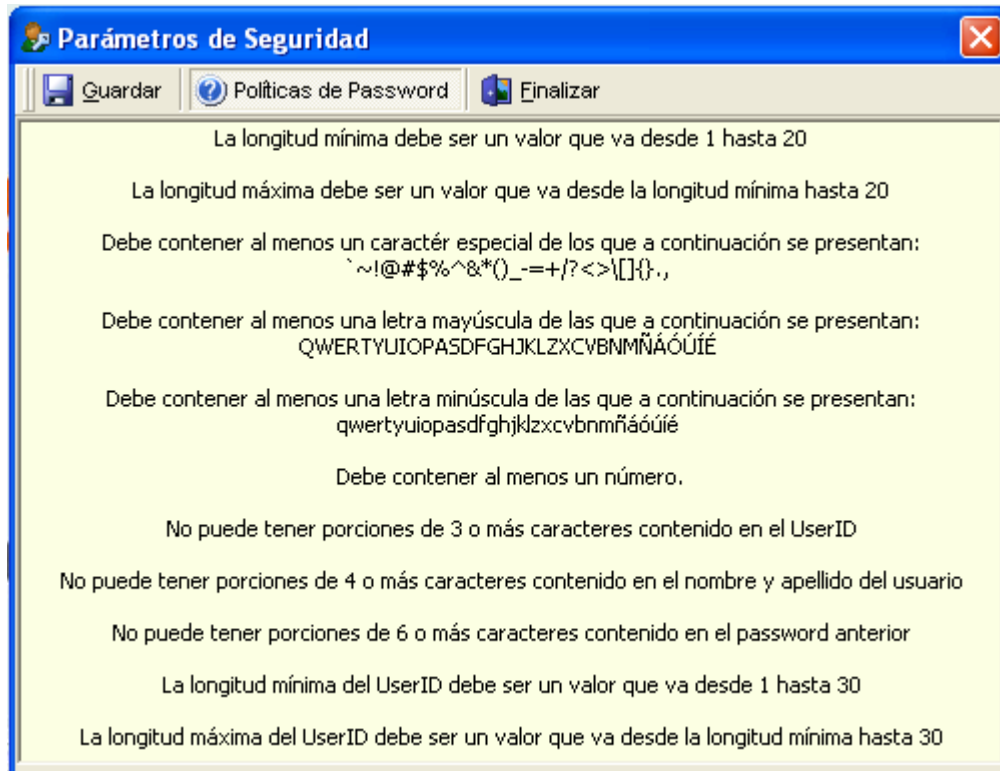 Parámetros de Seguridad
Guardar Políticas de Password Finalizar
La longitud mínima debe ser un valor que va desde 1 hasta 20
La longitud máxima debe ser un valor que va desde la longitud mínima hasta 20
Debe contener al menos un caractér especial de los que a continuación se presentan:
`~!@#$%^&*()_-=+/?<>\[]{}.,
Debe contener al menos una letra mayúscula de las que a continuación se presentan:
QWERTYUIOPASDFGHJKLZXCVBNMÑÁÓÚÍÉ
Debe contener al menos una letra minúscula de las que a continuación se presentan:
qwertyuiopasdfghjklzxcvbnmñáóúíé
Debe contener al menos un número.
No puede tener porciones de 3 o más caracteres contenido en el UserID
No puede tener porciones de 4 o más caracteres contenido en el nombre y apellido del usuario
No puede tener porciones de 6 o más caracteres contenido en el password anterior
La longitud mínima del UserID debe ser un valor que va desde 1 hasta 30
La longitud máxima del UserID debe ser un valor que va desde la longitud mínima hasta 30